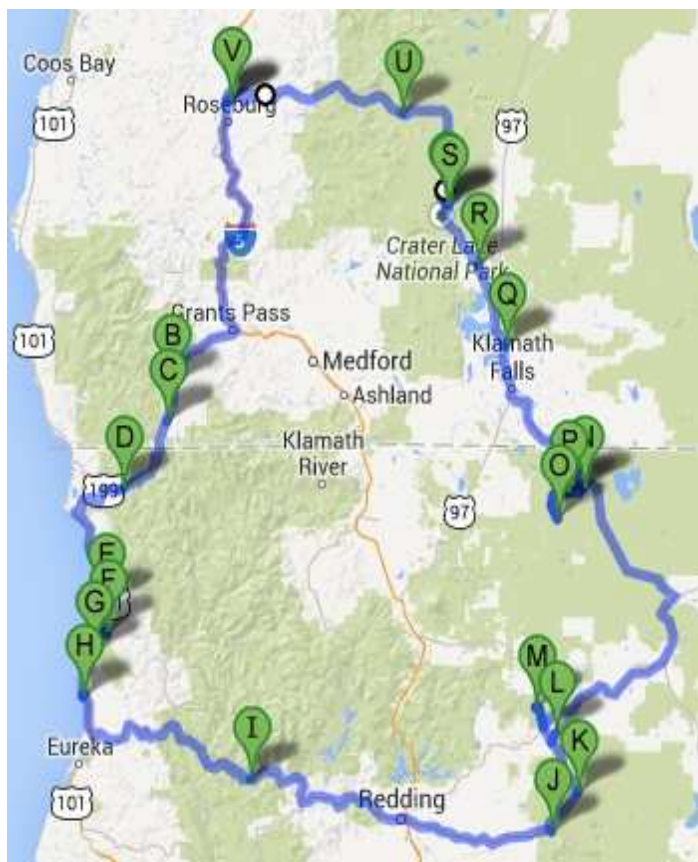 V
Coos Bay
U
Roseburg
101
97
S
5
R
Crater Lake
National Park
Q
Grants Pass
B
101
Klamath
Falls
Medford
C
Ashland
D
Klamath
River
P
N
O
199
97
E
F
G
H
M
L
I
K
Eureka
J
Redding
101